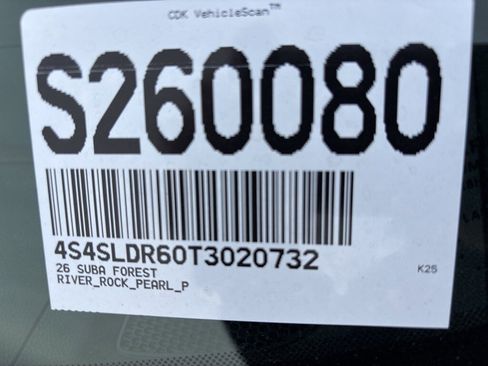 CDK VehicleScan™
S260080
4S4SLDR60T3020732
26 SUBA FOREST
RIVER_ROCK_PEARL_P
K25